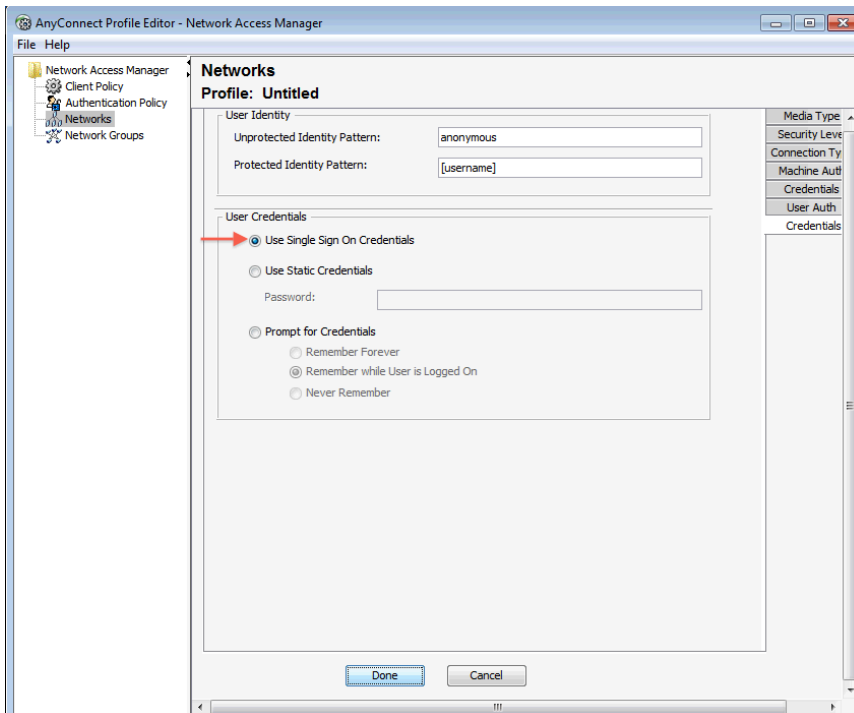 AnyConnect Profile Editor - Network Access Manager
File Help
Network Access Manager
Client Policy
Authentication Policy
Networks
Network Groups
Networks
Profile: Untitled
User Identity
Unprotected Identity Pattern: anonymous
Protected Identity Pattern: [username]
User Credentials
Use Single Sign On Credentials
Use Static Credentials
Password:
Prompt for Credentials
Remember Forever
Remember while User is Logged On
Never Remember
Media Type
Security Leve
Connection Ty
Machine Auth
Credentials
User Auth
Credentials
Done Cancel